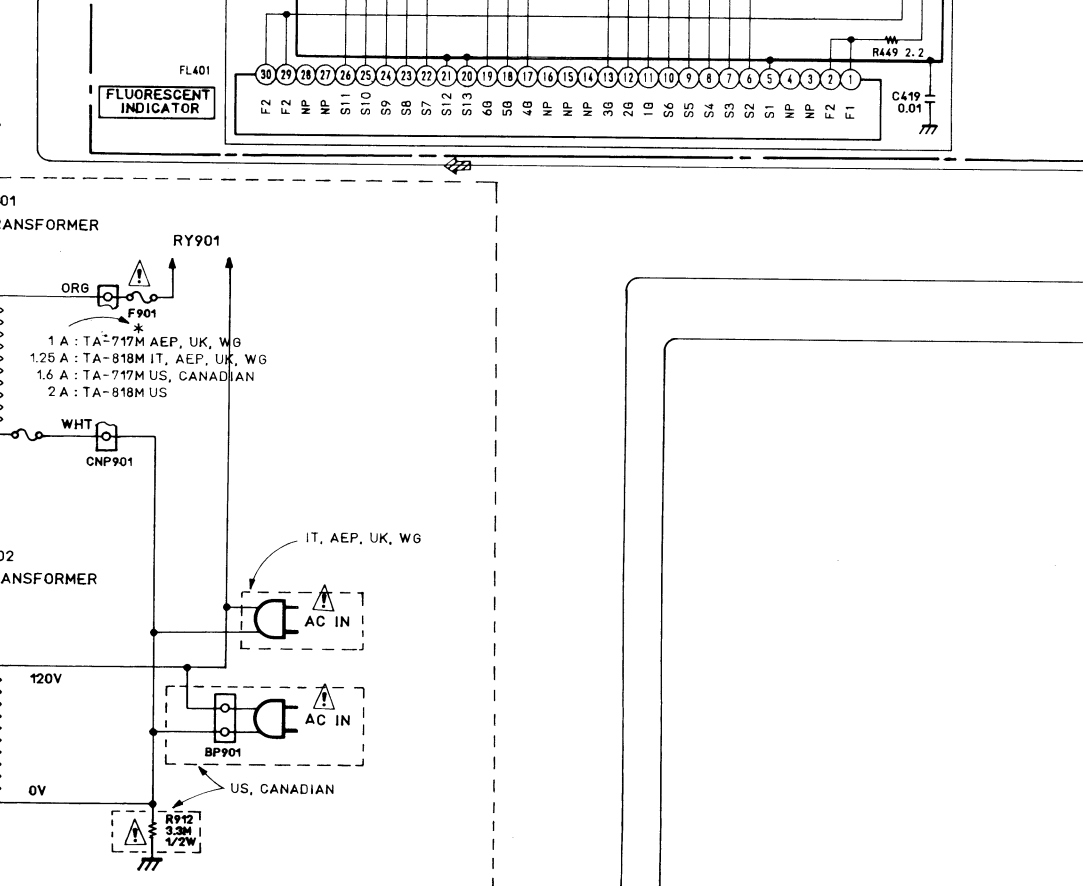 R449 2.2
FL401
30 29 28 27 26 25 24 23 22 21 20 19 18 17 16 15 14 13 12 11 10 9 8 7 6 5 4 3 2 1
FLUORESCENT
INDICATOR
F2 F2 NP NP S11 S10 S9 S8 S7 S12 S13 6G 5G 4G NP NP NP 3G 2G 1G S6 S5 S4 S3 S2 S1 NP NP F2 F1
C419
0.01
01
RANSFORMER
RY901
ORG
F901
*
1 A : TA-717M AEP, UK, WG
1.25 A : TA-818M IT, AEP, UK, WG
1.6 A : TA-717M US, CANADIAN
2 A : TA-818M US
WHT
CNP901
IT, AEP, UK, WG
02
ANSFORMER
!
AC IN
120V
!
AC IN
BP901
0V
US, CANADIAN
R912
3.3M
1/2W
!